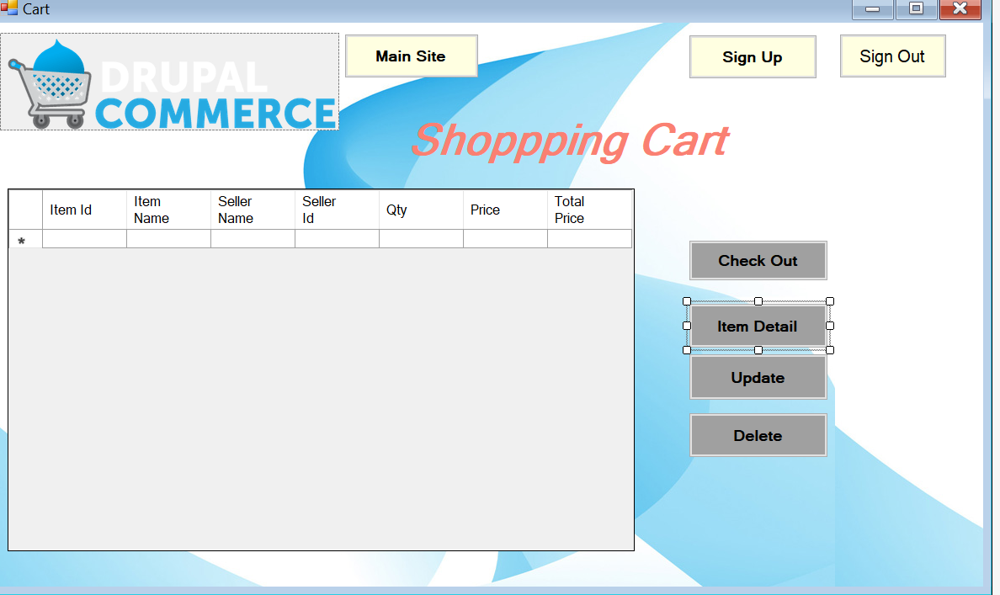 Cart
DRUPAL
COMMERCE
Main Site
Sign Up
Sign Out
Shoppping Cart
Item Id
Item
Name
Seller
Name
Seller
Id
Qty
Price
Total
Price
*
Check Out
Item Detail
Update
Delete